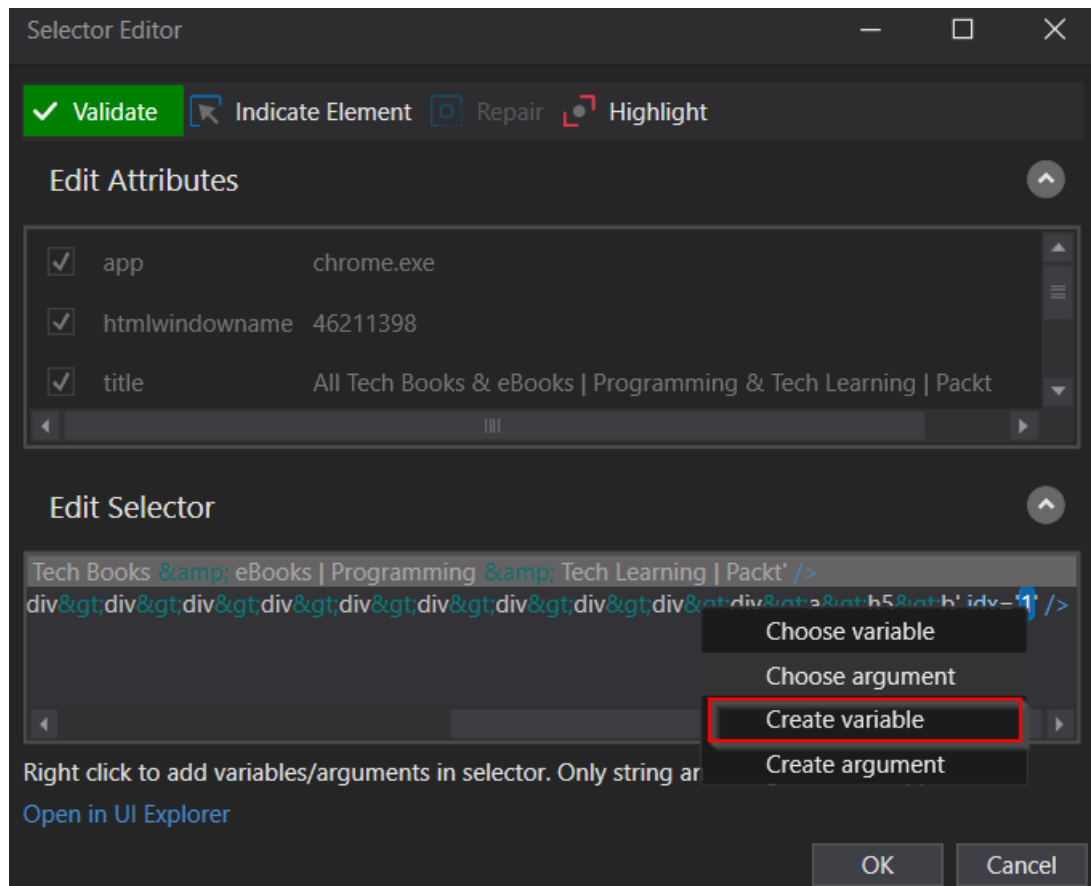 Selector Editor
Validate Indicate Element Repair Highlight
Edit Attributes
app chrome.exe
htmlwindowname 46211398
title All Tech Books & eBooks | Programming & Tech Learning | Packt
Edit Selector
Tech Books &amp; eBooks | Programming &amp; Tech Learning | Packt' />
div&gt;div&gt;div&gt;div&gt;div&gt;div&gt;div&gt;div&gt;div&gt;div&gt;a&gt;h5&gt;b' idx='1' />
Choose variable
Choose argument
Create variable
Create argument
Right click to add variables/arguments in selector. Only string ar
Open in UI Explorer
OK Cancel